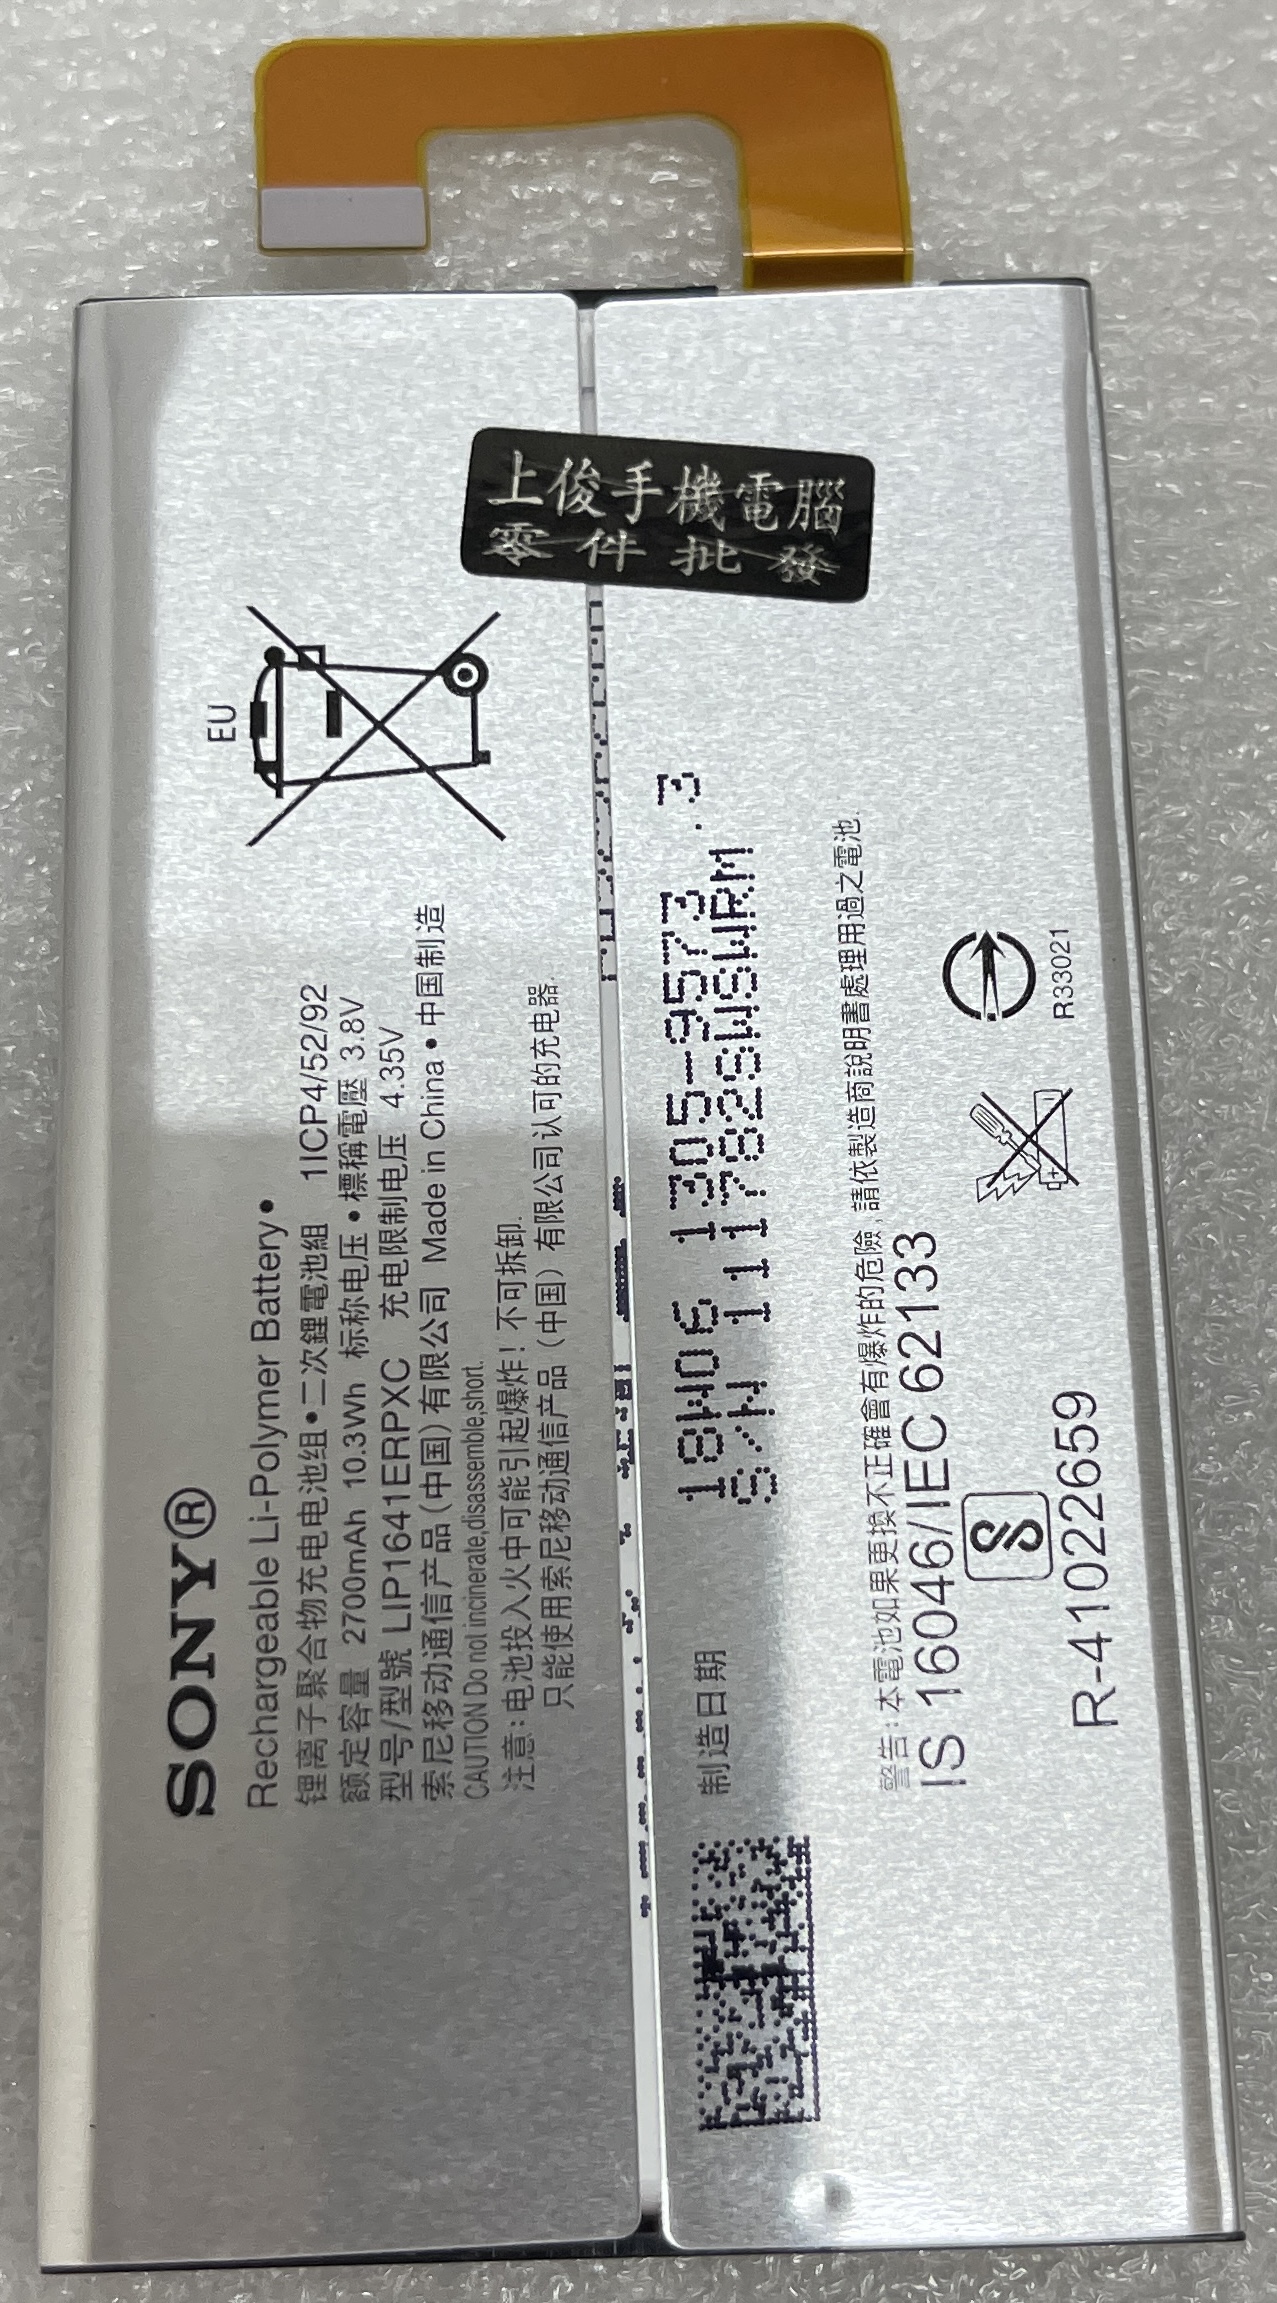 SONY®
Rechargeable Li-Polymer Battery •
锂离子聚合物充电电池组•二次鋰電池組 1ICP4/52/92
额定容量 2700mAh 10.3Wh 标称电压•標稱電壓 3.8V
型号/型號 LIP1641ERPXC 充电限制电压 4.35V
索尼移动通信产品(中国)有限公司 Made in China • 中国制造
CAUTION Do not incinerate,disassemble,short.
注意:电池投入火中可能引起爆炸!不可拆卸.
只能使用索尼移动通信产品(中国)有限公司认可的充电器.
EU
上俊手機電腦
零件批發
制造日期
18W06 1305-9573 .3
S/N 111782SWSWRM
警告:本電池如果更換不正確會有爆炸的危險,請依製造商說明書處理用過之電池.
IS 16046/IEC 62133
R-41022659
R33021